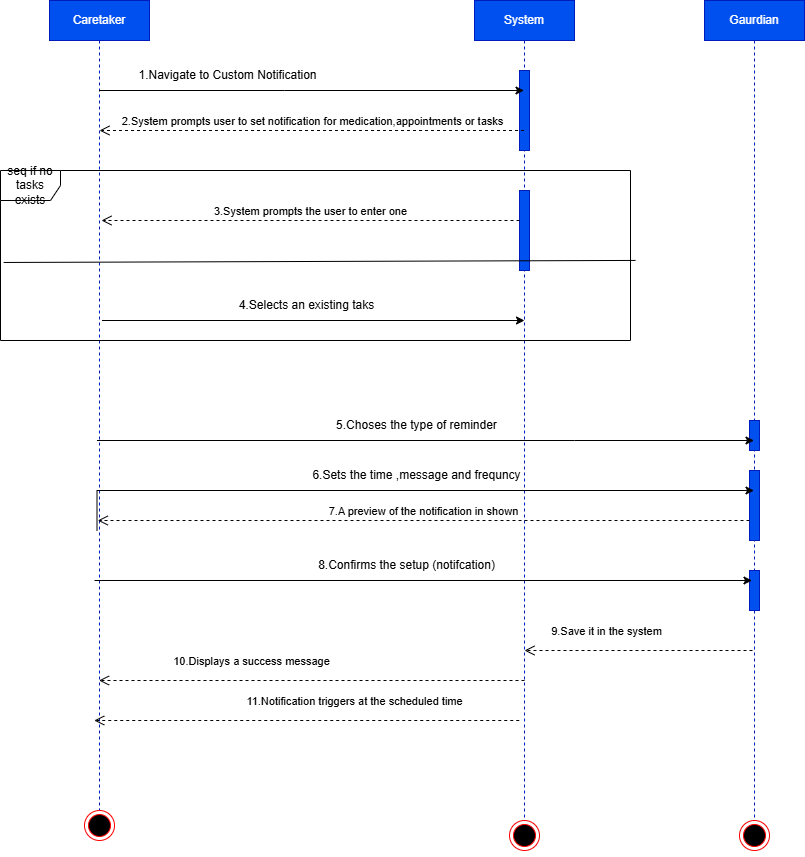 Caretaker
System
Gaurdian
1.Navigate to Custom Notification
2.System prompts user to set notification for medication,appointments or tasks
seq if no
tasks
exists
3.System prompts the user to enter one
4.Selects an existing taks
5.Choses the type of reminder
6.Sets the time ,message and frequncy
7.A preview of the notification in shown
8.Confirms the setup (notifcation)
9.Save it in the system
10.Displays a success message
11.Notification triggers at the scheduled time